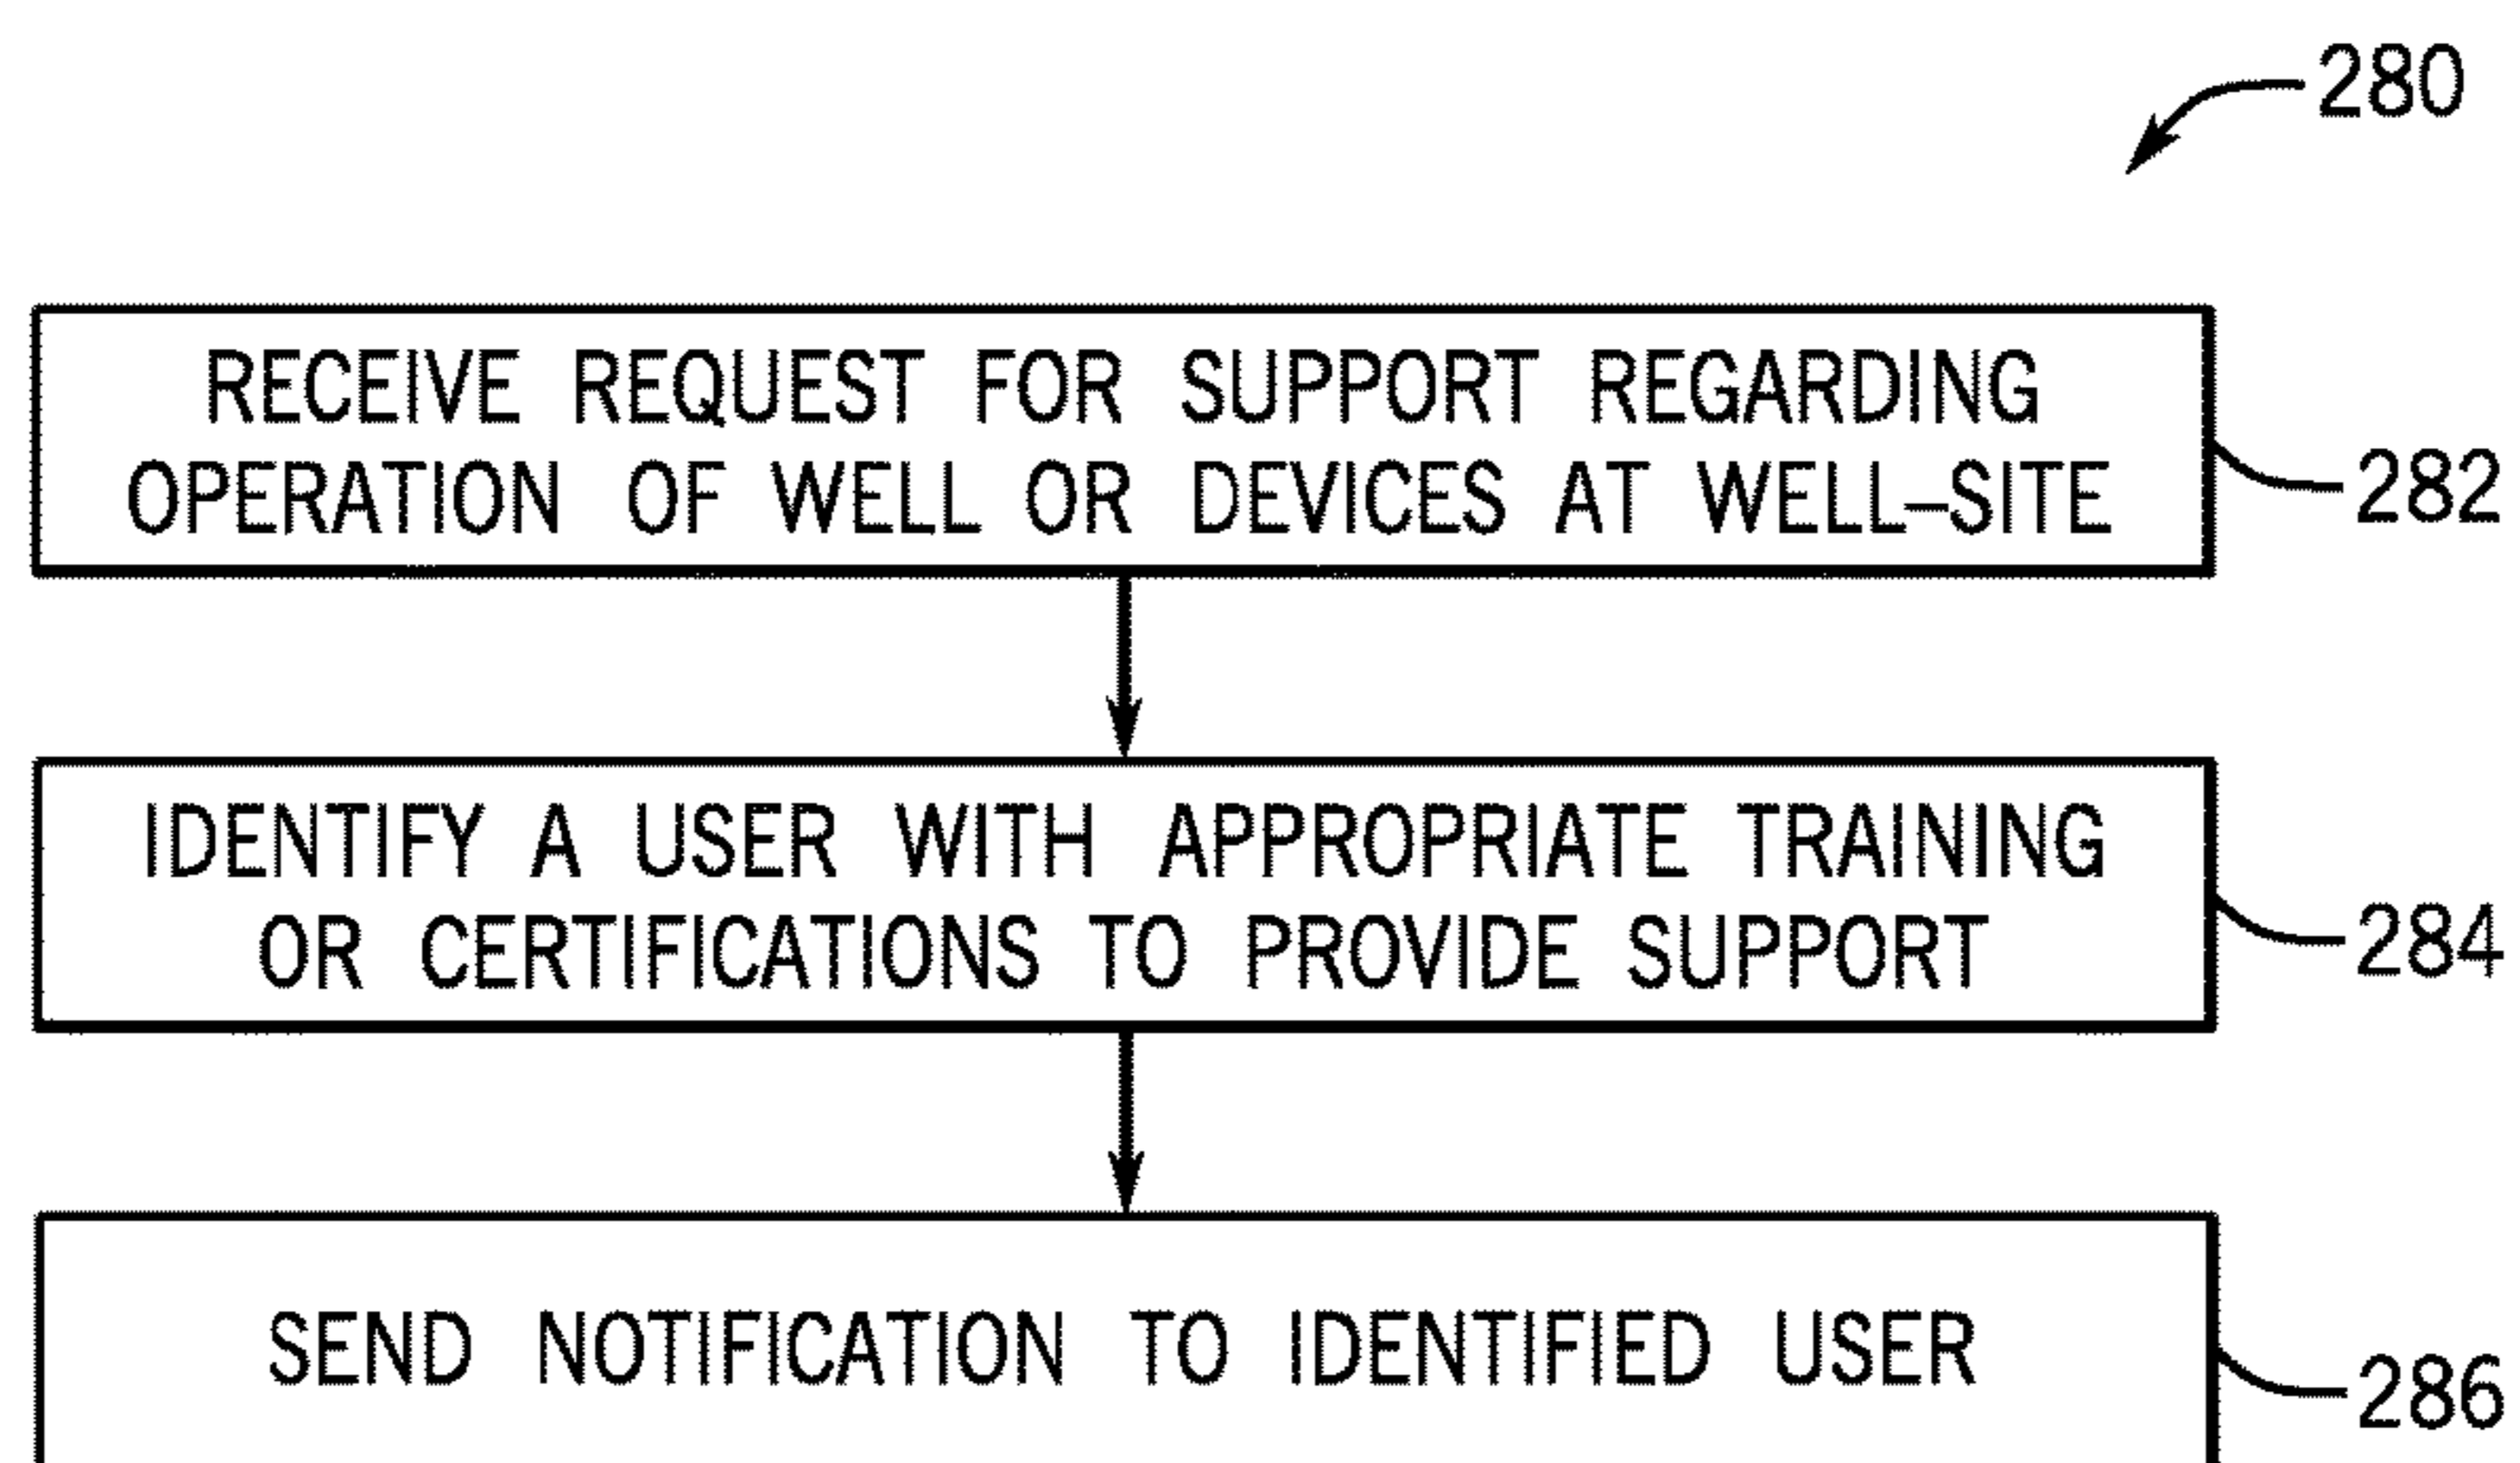 280
RECEIVE REQUEST FOR SUPPORT REGARDING
OPERATION OF WELL OR DEVICES AT WELL–SITE
282
IDENTIFY A USER WITH APPROPRIATE TRAINING
OR CERTIFICATIONS TO PROVIDE SUPPORT
284
SEND NOTIFICATION TO IDENTIFIED USER
286